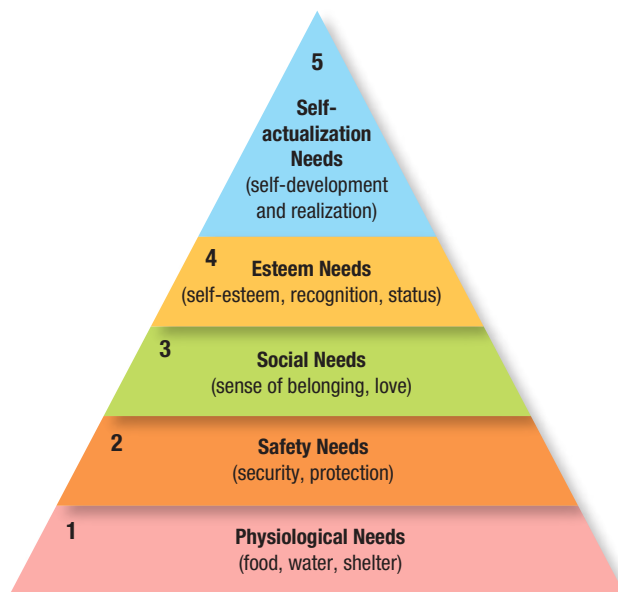 5
Self-
actualization
Needs
(self-development
and realization)
4
Esteem Needs
(self-esteem, recognition, status)
3
Social Needs
(sense of belonging, love)
2
Safety Needs
(security, protection)
1
Physiological Needs
(food, water, shelter)